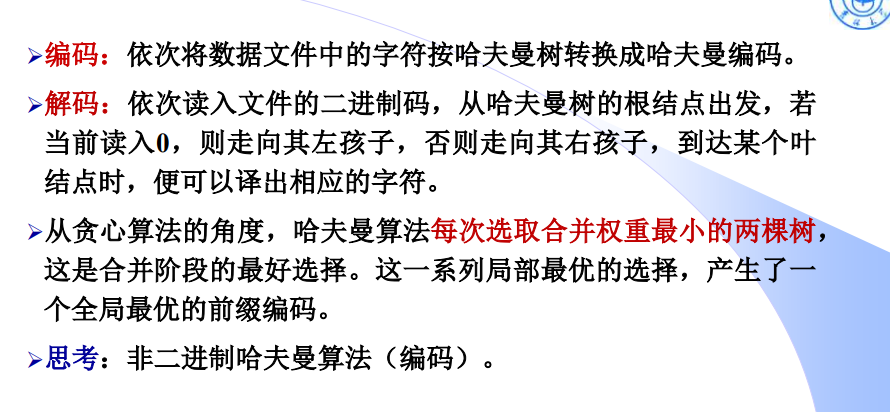 ➢编码：依次将数据文件中的字符按哈夫曼树转换成哈夫曼编码。
➢解码：依次读入文件的二进制码，从哈夫曼树的根结点出发，若
当前读入0，则走向其左孩子，否则走向其右孩子，到达某个叶
结点时，便可以译出相应的字符。
➢从贪心算法的角度，哈夫曼算法每次选取合并权重最小的两棵树，
这是合并阶段的最好选择。这一系列局部最优的选择，产生了一
个全局最优的前缀编码。
➢思考：非二进制哈夫曼算法（编码）。